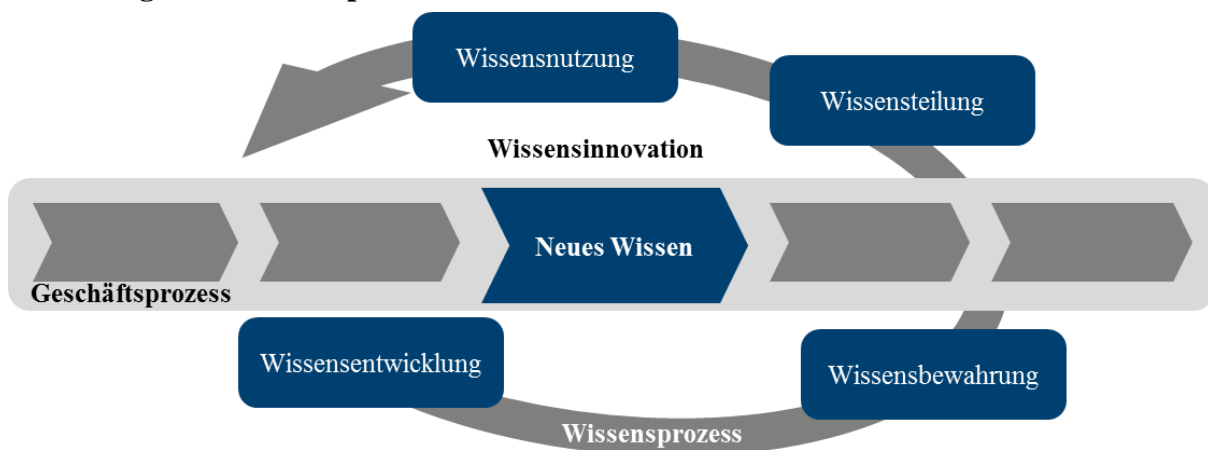 Wissensnutzung
Wissensteilung
Wissensinnovation
Neues Wissen
Geschäftsprozess
Wissensentwicklung
Wissensbewahrung
Wissensprozess